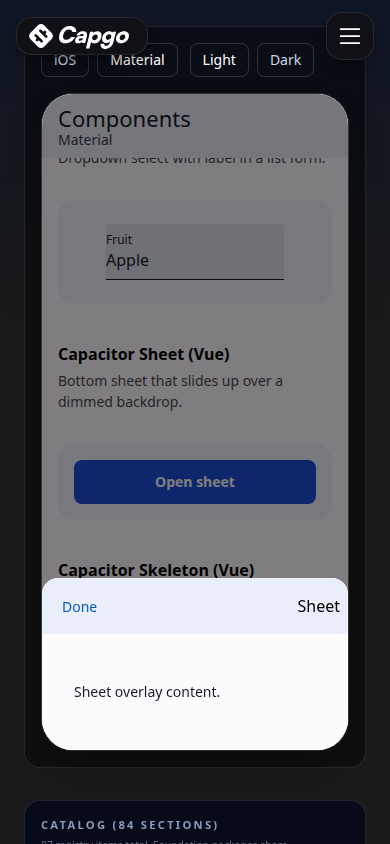 Capgo
iOS
Material
Light
Dark
Components
Material
Dropdown select with label in a list form.
Fruit
Apple
Capacitor Sheet (Vue)
Bottom sheet that slides up over a
dimmed backdrop.
Open sheet
Capacitor Skeleton (Vue)
Done
Sheet
Sheet overlay content.
CATALOG (84 SECTIONS)